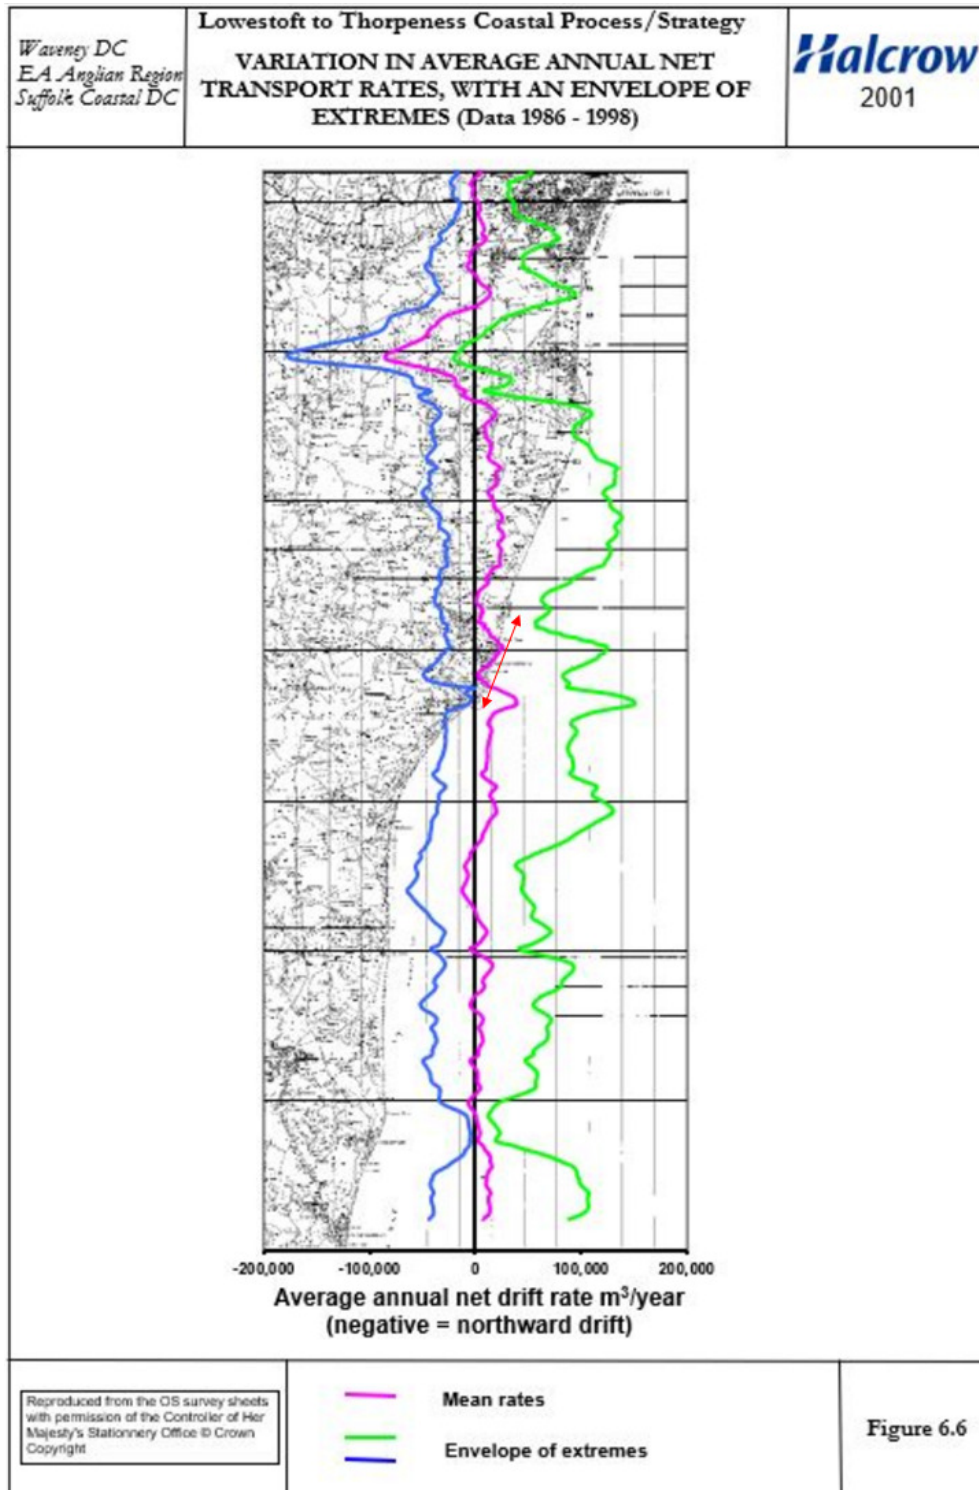 Waveney DC
EA Anglian Region
Suffolk Coastal DC
Lowestoft to Thorpeness Coastal Process/Strategy
VARIATION IN AVERAGE ANNUAL NET
TRANSPORT RATES, WITH AN ENVELOPE OF
EXTREMES (Data 1986 - 1998)
Halcrow
2001
-200,000 -100,000 0 100,000 200,000
Average annual net drift rate m³/year
(negative = northward drift)
Reproduced from the OS survey sheets
with permission of the Controller of Her
Majesty's Stationnery Office © Crown
Copyright
Mean rates
Envelope of extremes
Figure 6.6